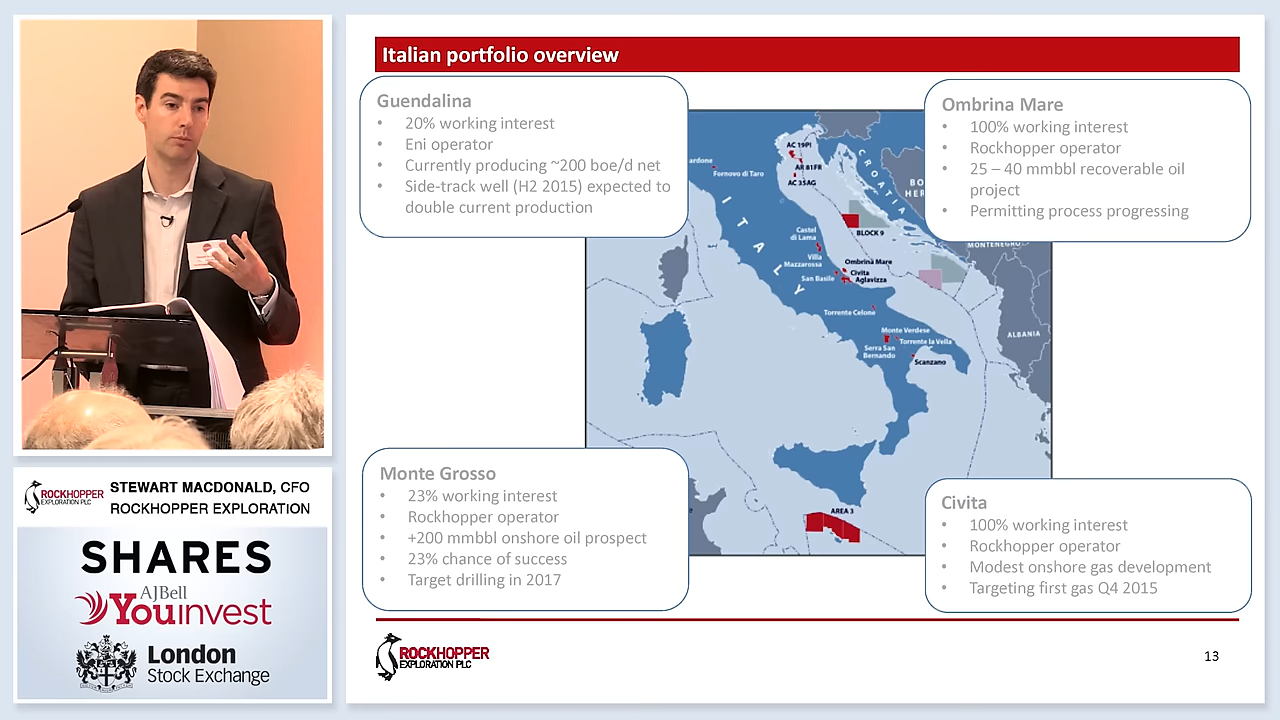 Italian portfolio overview
Guendalina
• 20% working interest
• Eni operator
• Currently producing ~200 boe/d net
• Side-track well (H2 2015) expected to
double current production
Ombrina Mare
• 100% working interest
• Rockhopper operator
• 25 – 40 mmbbl recoverable oil
project
• Permitting process progressing
ardone
Fornovo di Taro
AC 19PI
AR 81FR
AC 35AG
CROATIA
BO
HER
ITALY
BLOCK 9
MONTENEGRO
Castel
di Lama
Villa
Mazzarossa
San Basile
Ombrina Mare
Civita
Aglavizza
Torrente Celone
Monte Verdese
Torrente la Vella
Serra San
Bernando
Scanzano
ALBANIA
AREA 3
Monte Grosso
• 23% working interest
• Rockhopper operator
• +200 mmbbl onshore oil prospect
• 23% chance of success
• Target drilling in 2017
Civita
• 100% working interest
• Rockhopper operator
• Modest onshore gas development
• Targeting first gas Q4 2015
ROCKHOPPER
EXPLORATION PLC
13
ROCKHOPPER
EXPLORATION PLC
STEWART MACDONALD, CFO
ROCKHOPPER EXPLORATION
SHARES
AJBell
Youinvest
London
Stock Exchange